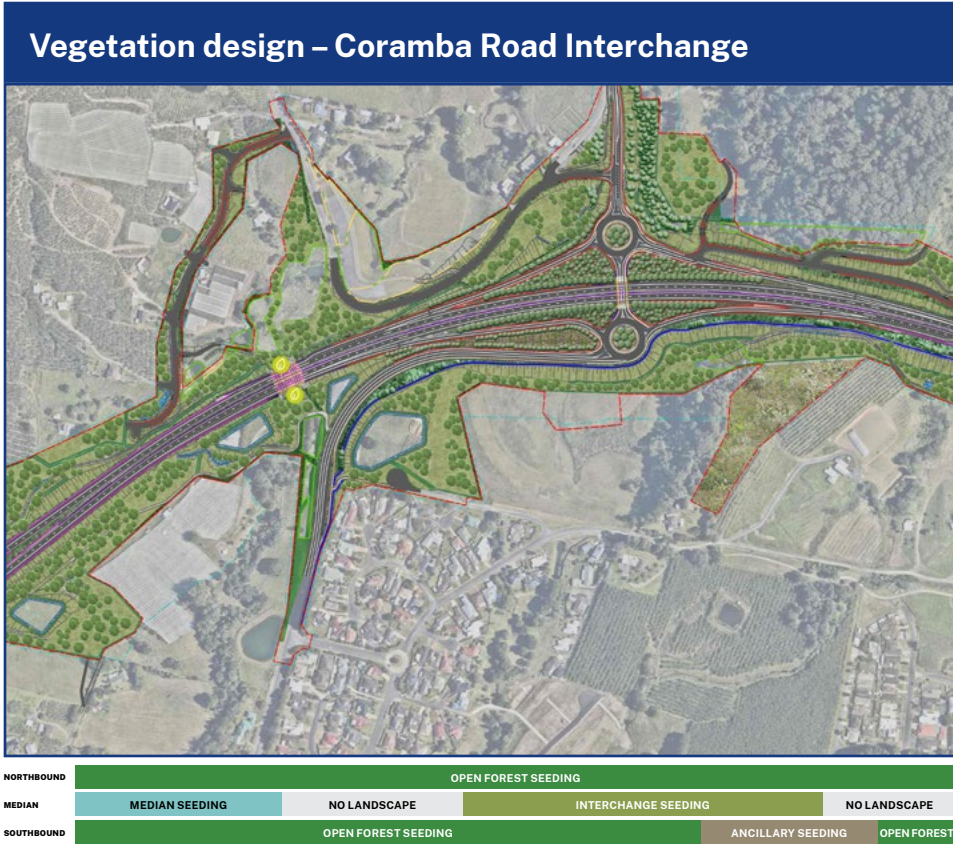 Vegetation design – Coramba Road Interchange
NORTHBOUND OPEN FOREST SEEDING
MEDIAN MEDIAN SEEDING NO LANDSCAPE INTERCHANGE SEEDING NO LANDSCAPE
SOUTHBOUND OPEN FOREST SEEDING ANCILLARY SEEDING OPEN FOREST